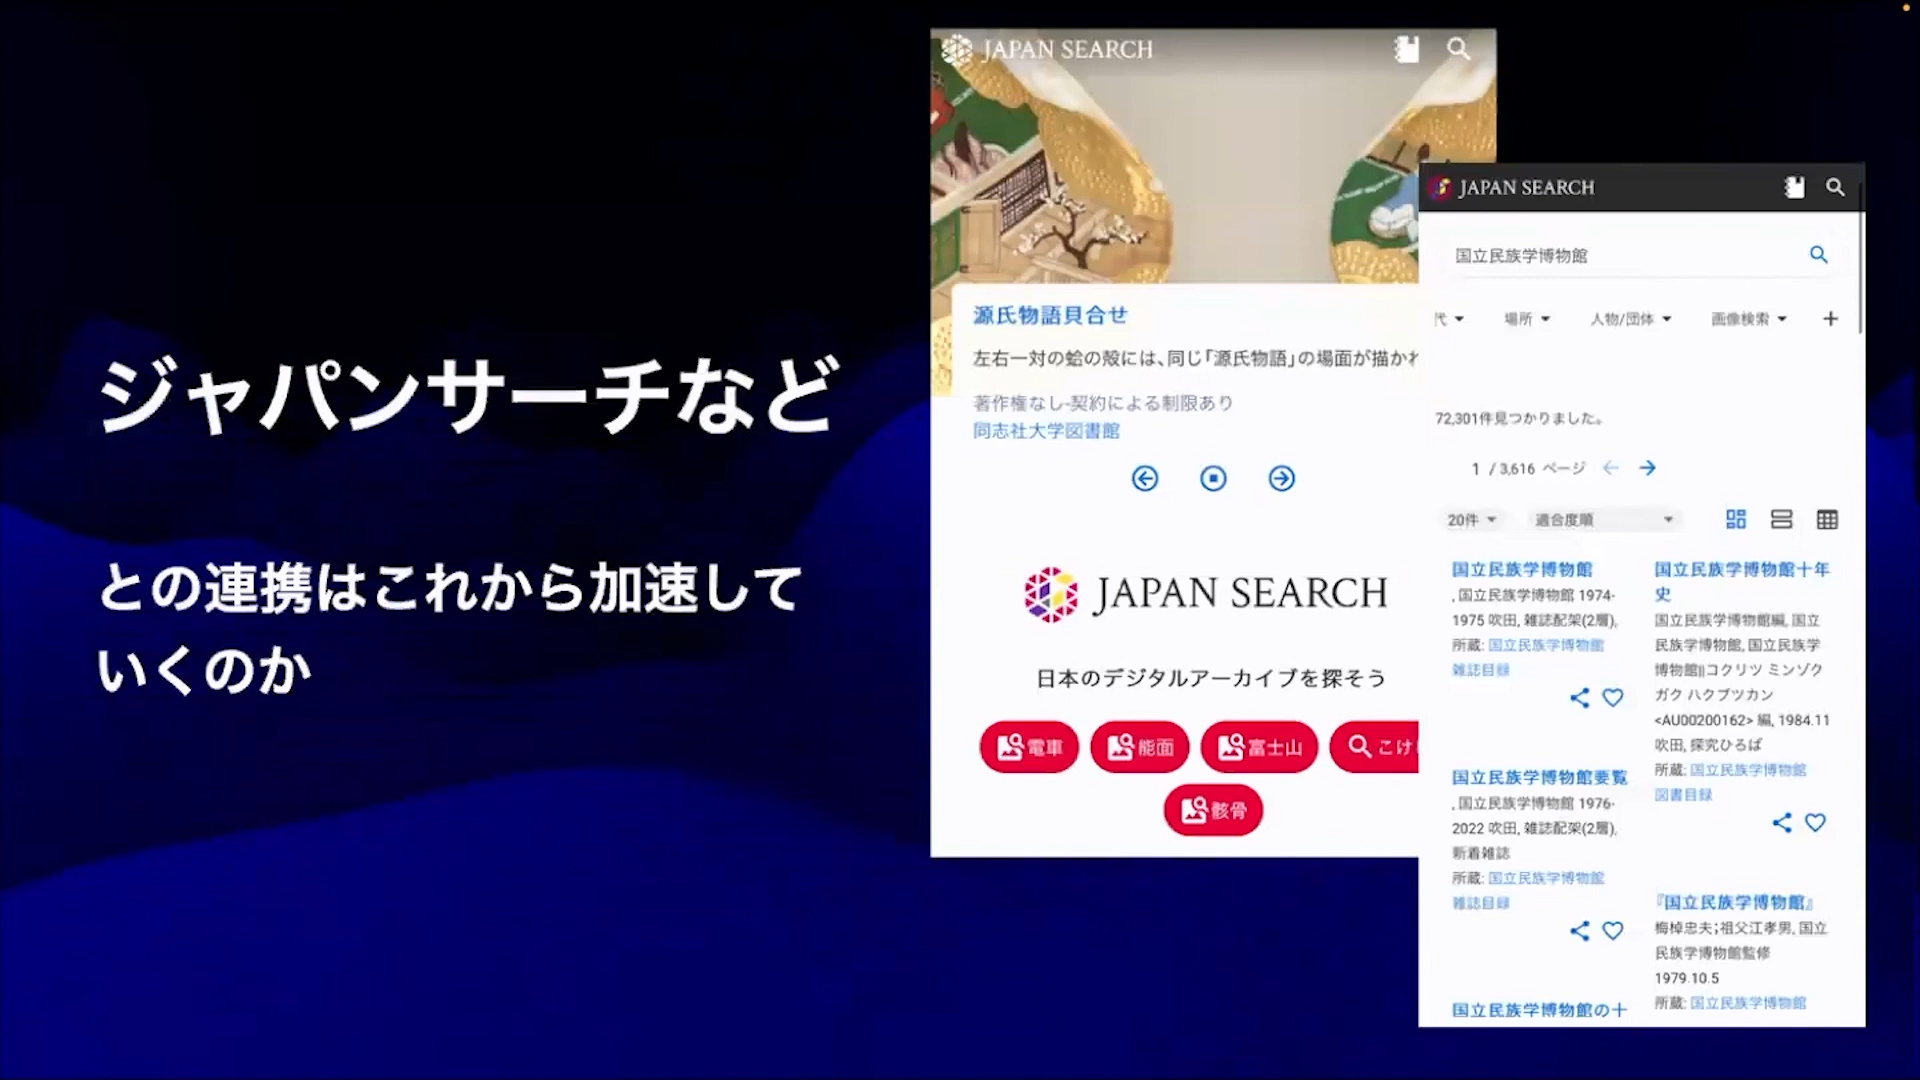 ジャパンサーチなど
との連携はこれから加速して
いくのか
JAPAN SEARCH
源氏物語貝合せ
左右一対の蛤の殻には、同じ「源氏物語」の場面が描かれ
著作権なし-契約による制限あり
同志社大学図書館
JAPAN SEARCH
日本のデジタルアーカイブを探そう
電車 能面 富士山 こけ
骸骨
JAPAN SEARCH
国立民族学博物館
代 場所 人物/団体 画像検索 +
72,301件見つかりました。
1 / 3,616 ページ
20件 適合度順
国立民族学博物館
, 国立民族学博物館 1974-
1975 吹田, 雑誌配架(2層),
所蔵: 国立民族学博物館
雑誌目録
国立民族学博物館要覧
, 国立民族学博物館 1976-
2022 吹田, 雑誌配架(2層),
新着雑誌
所蔵: 国立民族学博物館
雑誌目録
国立民族学博物館の十
国立民族学博物館十年
史
国立民族学博物館編, 国立
民族学博物館, 国立民族学
博物館||コクリツ ミンゾク
ガク ハクブツカン
<AU00200162> 編, 1984.11
吹田, 探究ひろば
所蔵: 国立民族学博物館
図書目録
『国立民族学博物館』
梅棹忠夫;祖父江孝男, 国立
民族学博物館監修
1979.10.5
所蔵: 国立民族学博物館